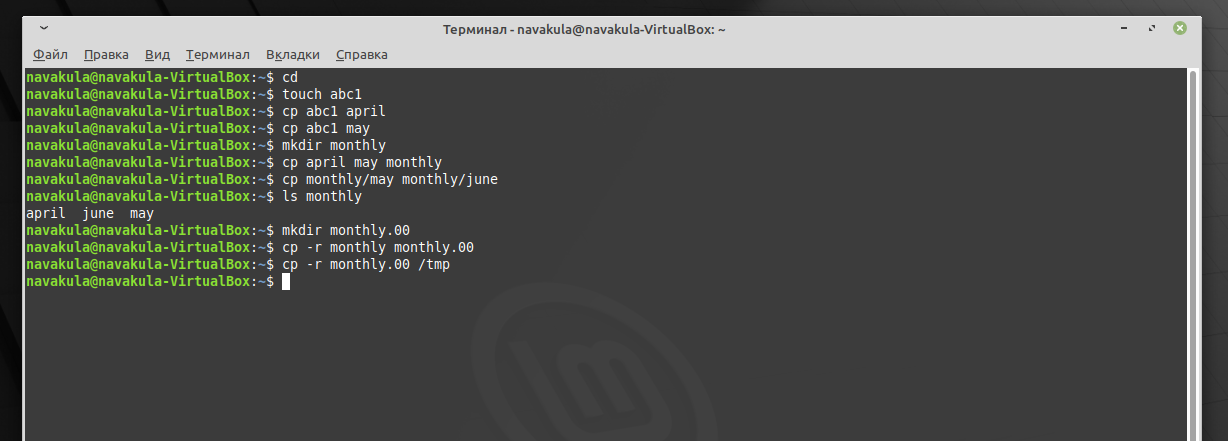 Терминал - navakula@navakula-VirtualBox: ~
Файл Правка Вид Терминал Вкладки Справка
navakula@navakula-VirtualBox:~$ cd
navakula@navakula-VirtualBox:~$ touch abc1
navakula@navakula-VirtualBox:~$ cp abc1 april
navakula@navakula-VirtualBox:~$ cp abc1 may
navakula@navakula-VirtualBox:~$ mkdir monthly
navakula@navakula-VirtualBox:~$ cp april may monthly
navakula@navakula-VirtualBox:~$ cp monthly/may monthly/june
navakula@navakula-VirtualBox:~$ ls monthly
april  june  may
navakula@navakula-VirtualBox:~$ mkdir monthly.00
navakula@navakula-VirtualBox:~$ cp -r monthly monthly.00
navakula@navakula-VirtualBox:~$ cp -r monthly.00 /tmp
navakula@navakula-VirtualBox:~$